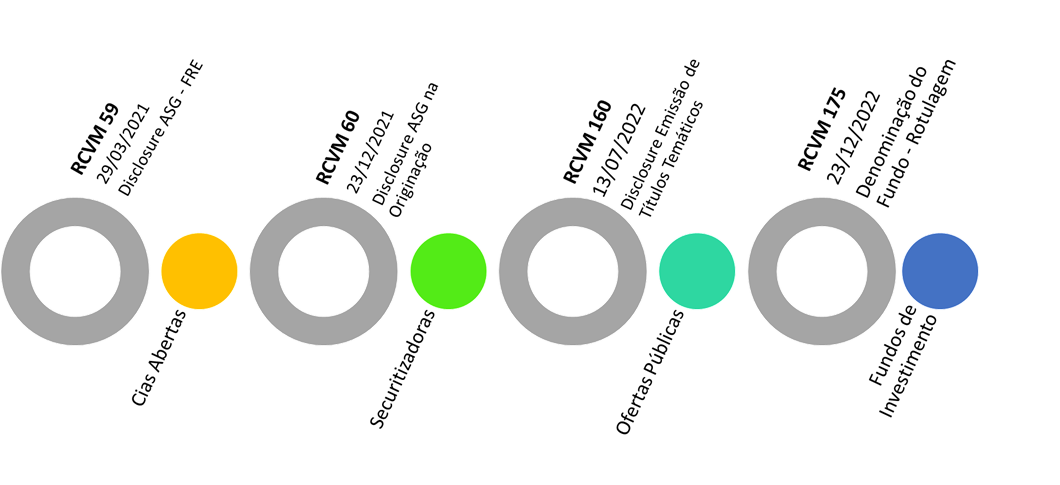 RCVM 59
29/03/2021
Disclosure ASG - FRE
Cias Abertas
RCVM 60
23/12/2021
Disclosure ASG na
Originação
Securitizadoras
RCVM 160
13/07/2022
Disclosure Emissão de
Títulos Temáticos
Ofertas Públicas
RCVM 175
23/12/2022
Denominação do
Fundo - Rotulagem
Fundos de
Investimento